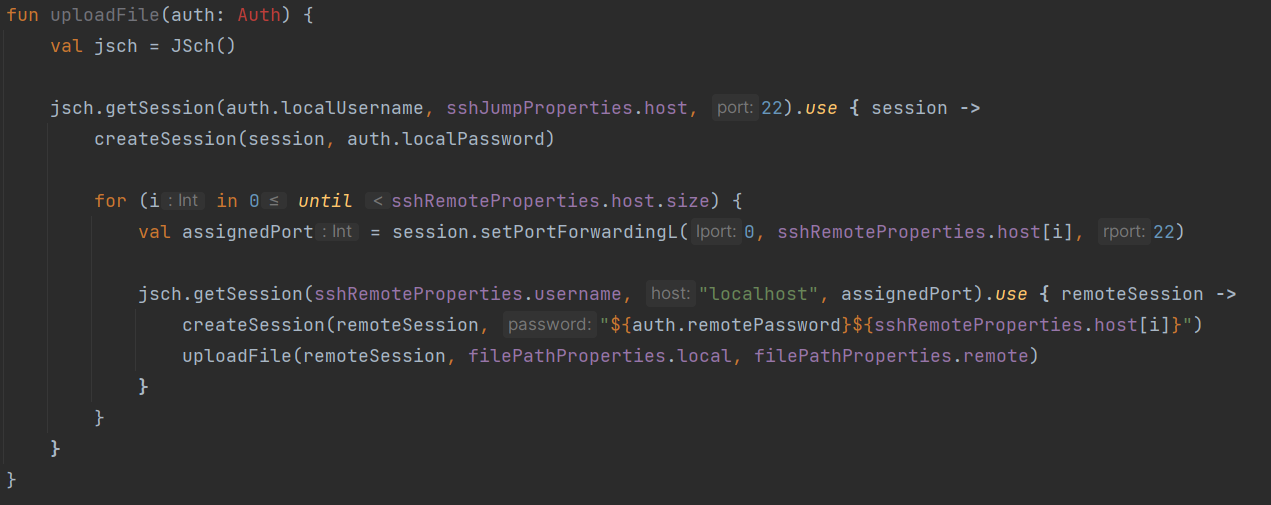 fun uploadFile(auth: Auth) {
    val jsch = JSch()
    jsch.getSession(auth.localUsername, sshJumpProperties.host, port: 22).use { session ->
        createSession(session, auth.localPassword)
        for (i : Int in 0 ≤ until < sshRemoteProperties.host.size) {
            val assignedPort : Int = session.setPortForwardingL( lport: 0, sshRemoteProperties.host[i], rport: 22)
            jsch.getSession(sshRemoteProperties.username, host: "localhost", assignedPort).use { remoteSession ->
                createSession(remoteSession, password: "${auth.remotePassword}${sshRemoteProperties.host[i]}")
                uploadFile(remoteSession, filePathProperties.local, filePathProperties.remote)
            }
        }
    }
}